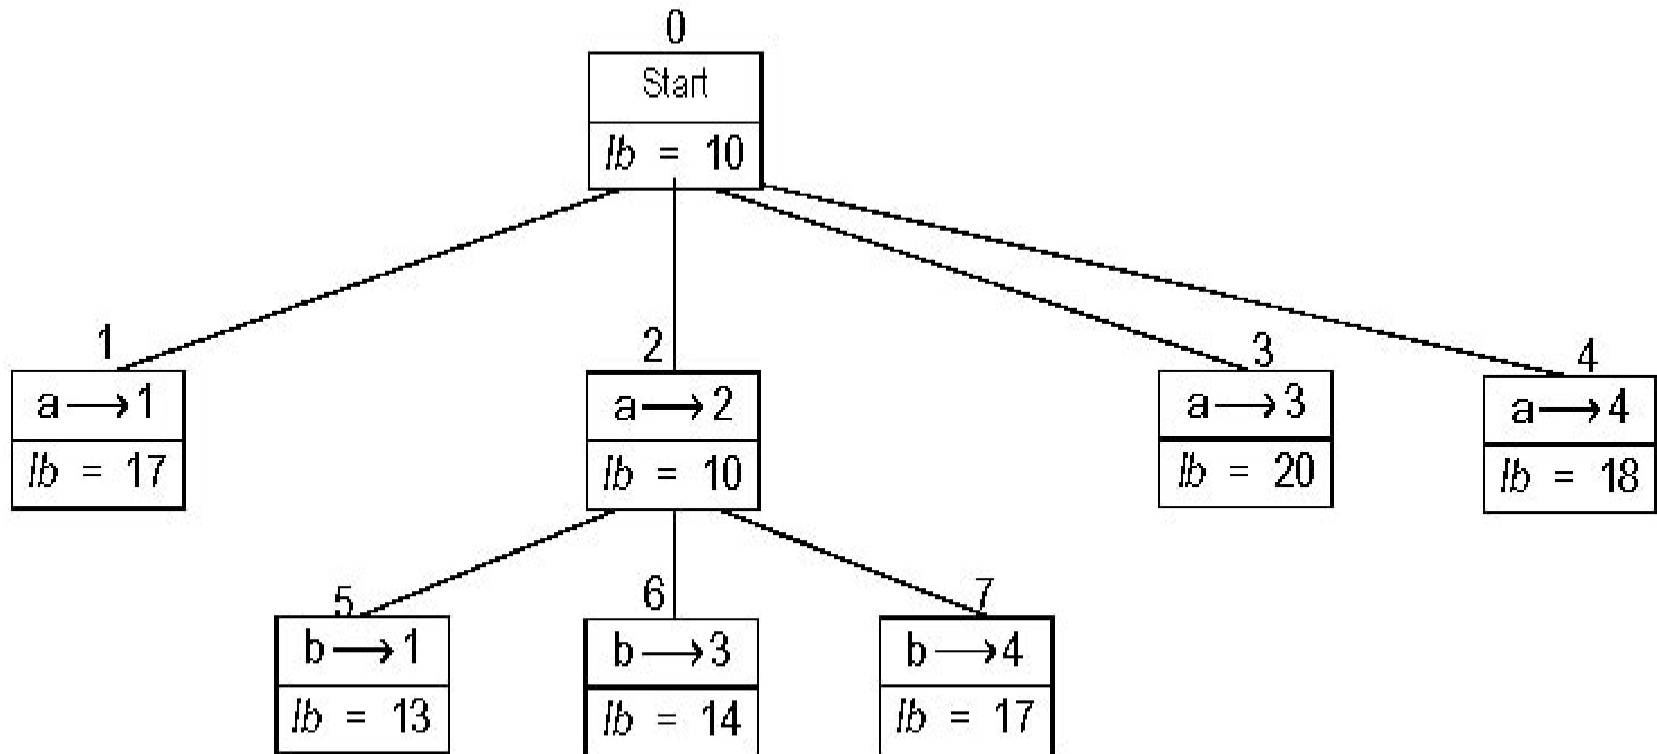 0
Start
lb = 10
1
2
3
4
a→1
a→2
a→3
a→4
lb = 17
lb = 10
lb = 20
lb = 18
5
6
7
b→1
b→3
b→4
lb = 13
lb = 14
lb = 17